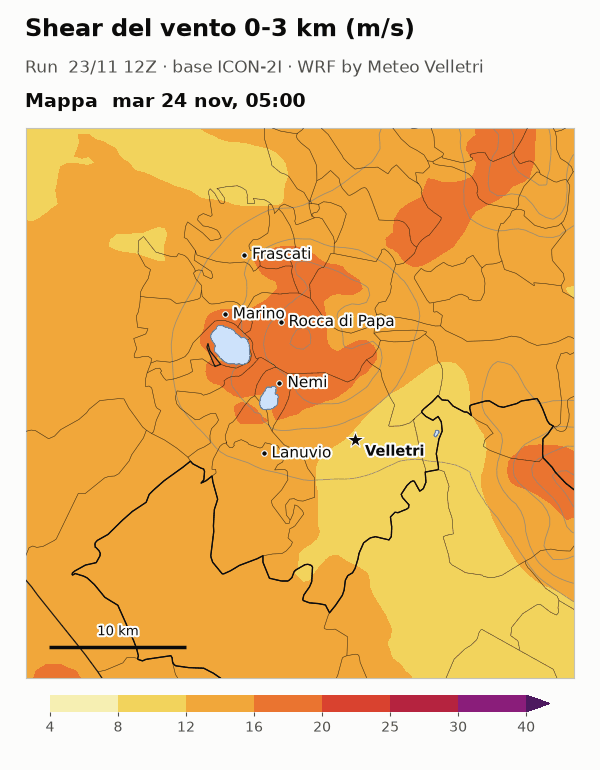 Shear del vento 0-3 km (m/s)
Run 23/11 12Z · base ICON-2I · WRF by Meteo Velletri
Mappa mar 24 nov, 05:00
Frascati
Marino
Rocca di Papa
Nemi
Velletri
Lanuvio
10 km
4 8 12 16 20 25 30 40